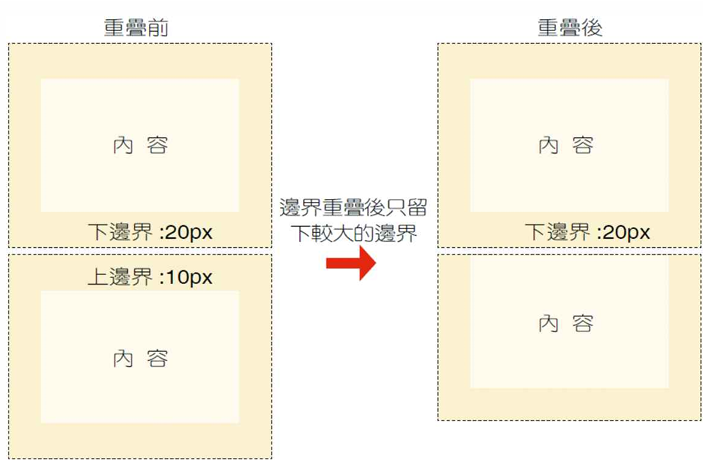 重疊前
內 容
下邊界 :20px
上邊界 :10px
內 容
邊界重疊後只留
下較大的邊界
重疊後
內 容
下邊界 :20px
內 容